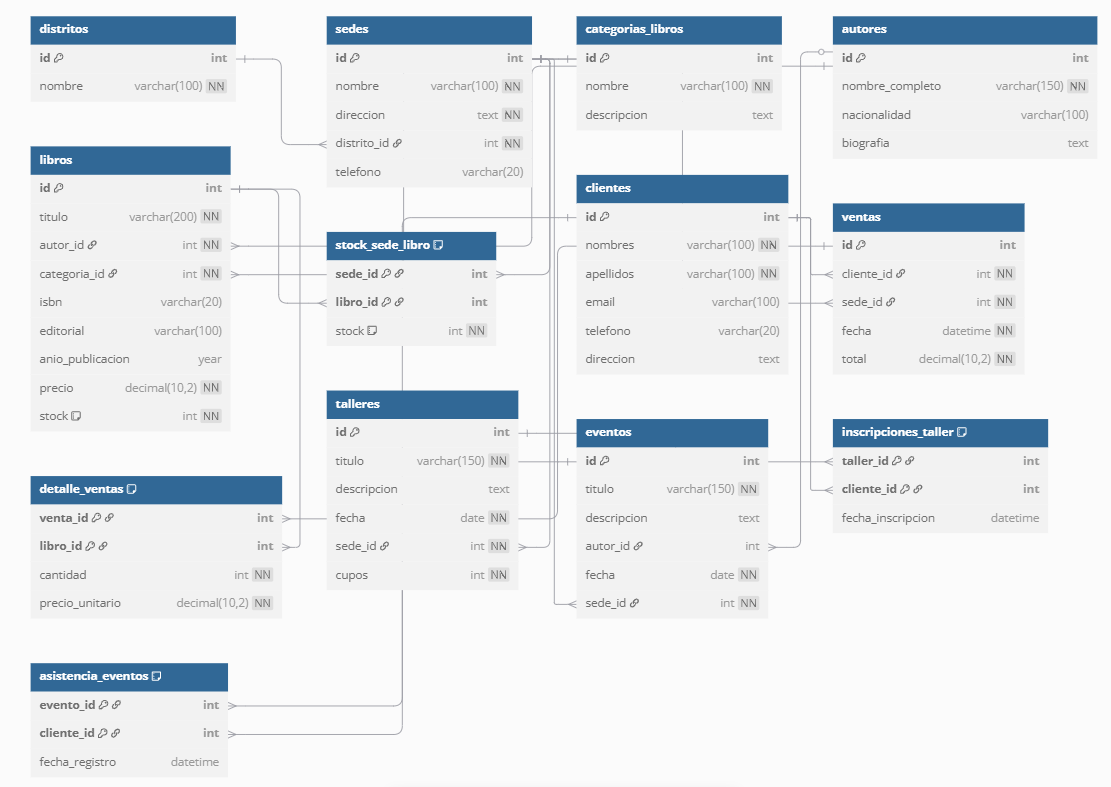 distritos
id int
nombre varchar(100) NN
sedes
id int
nombre varchar(100) NN
direccion text NN
distrito_id int NN
telefono varchar(20)
categorias_libros
id int
nombre varchar(100) NN
descripcion text
autores
id int
nombre_completo varchar(150) NN
nacionalidad varchar(100)
biografia text
libros
id int
titulo varchar(200) NN
autor_id int NN
categoria_id int NN
isbn varchar(20)
editorial varchar(100)
anio_publicacion year
precio decimal(10,2) NN
stock int NN
stock_sede_libro
sede_id int
libro_id int
stock int NN
clientes
id int
nombres varchar(100) NN
apellidos varchar(100) NN
email varchar(100)
telefono varchar(20)
direccion text
ventas
id int
cliente_id int NN
sede_id int NN
fecha datetime NN
total decimal(10,2) NN
talleres
id int
titulo varchar(150) NN
descripcion text
fecha date NN
sede_id int NN
cupos int NN
eventos
id int
titulo varchar(150) NN
descripcion text
autor_id int
fecha date NN
sede_id int NN
inscripciones_taller
taller_id int
cliente_id int
fecha_inscripcion datetime
detalle_ventas
venta_id int
libro_id int
cantidad int NN
precio_unitario decimal(10,2) NN
asistencia_eventos
evento_id int
cliente_id int
fecha_registro datetime